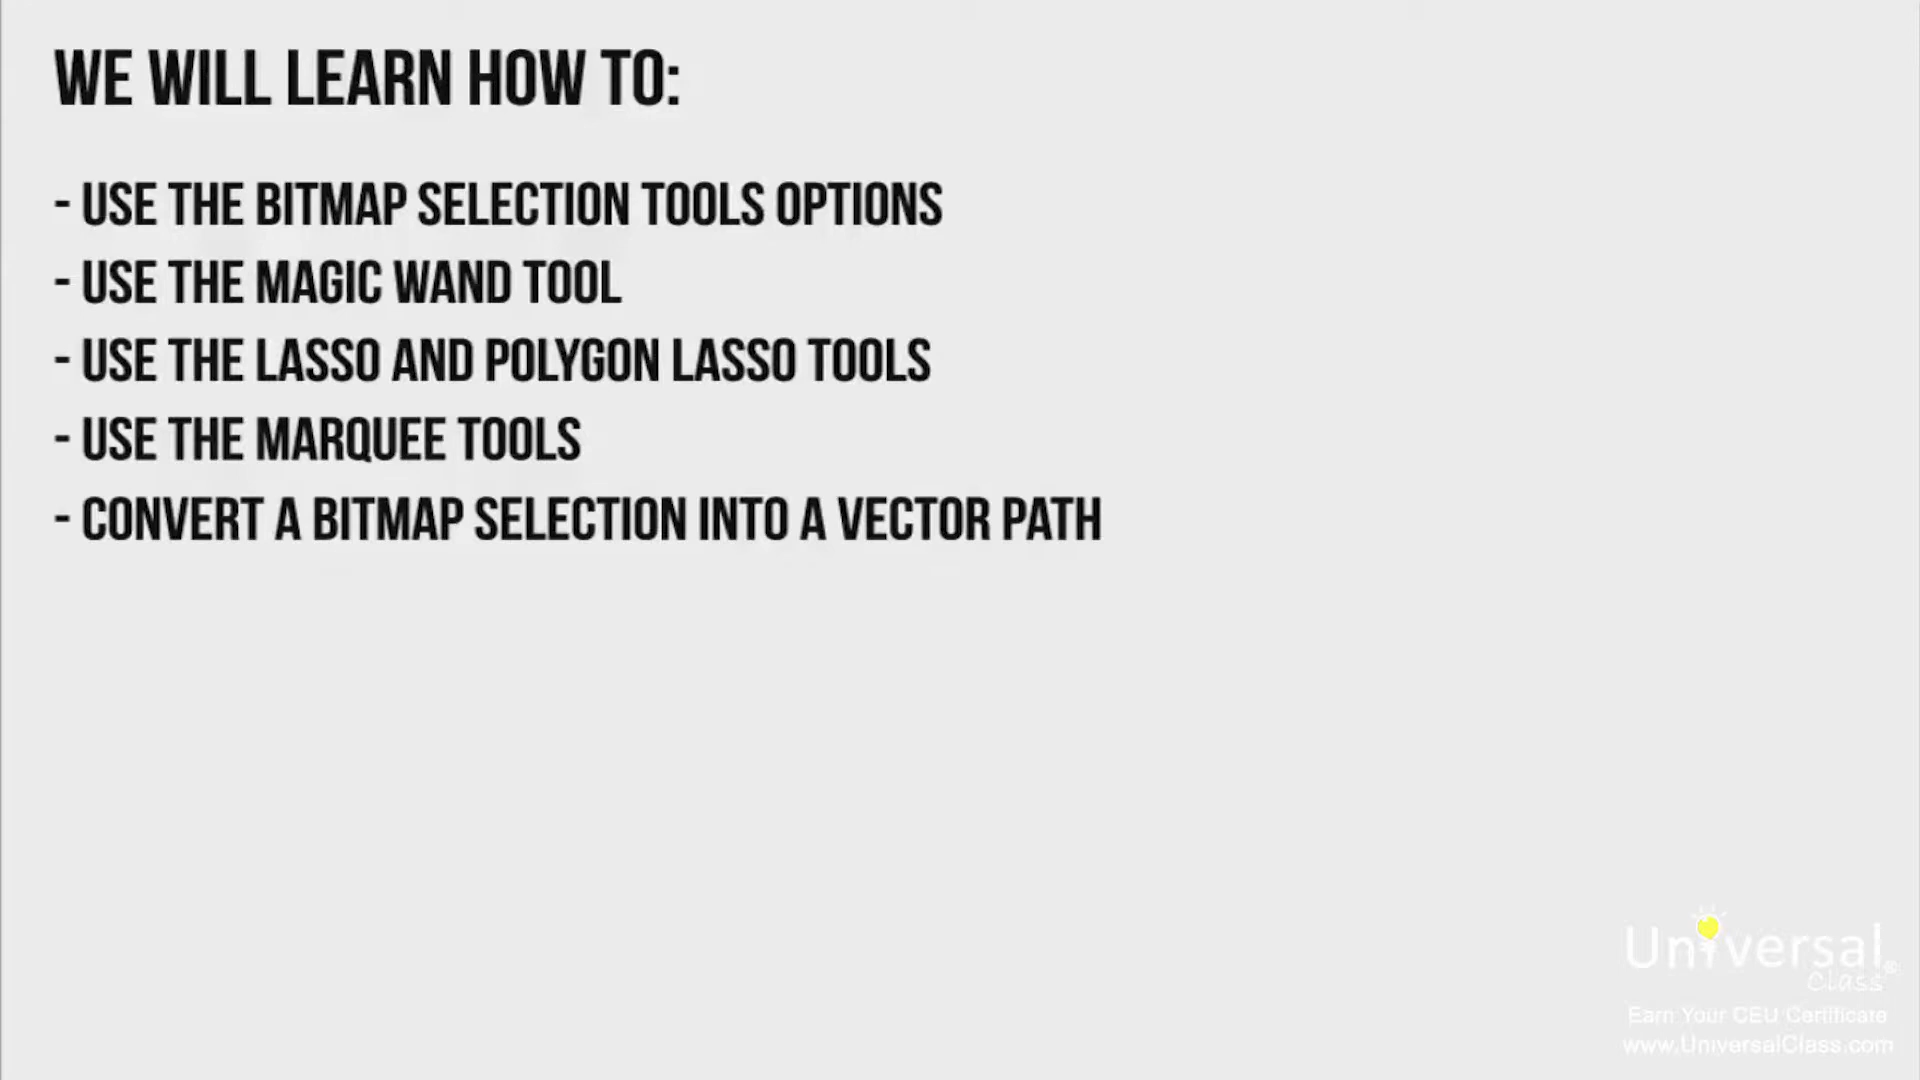 WE WILL LEARN HOW TO:
- USE THE BITMAP SELECTION TOOLS OPTIONS
- USE THE MAGIC WAND TOOL
- USE THE LASSO AND POLYGON LASSO TOOLS
- USE THE MARQUEE TOOLS
- CONVERT A BITMAP SELECTION INTO A VECTOR PATH
Universal
Class®
Earn Your CEU Certificate
www.UniversalClass.com